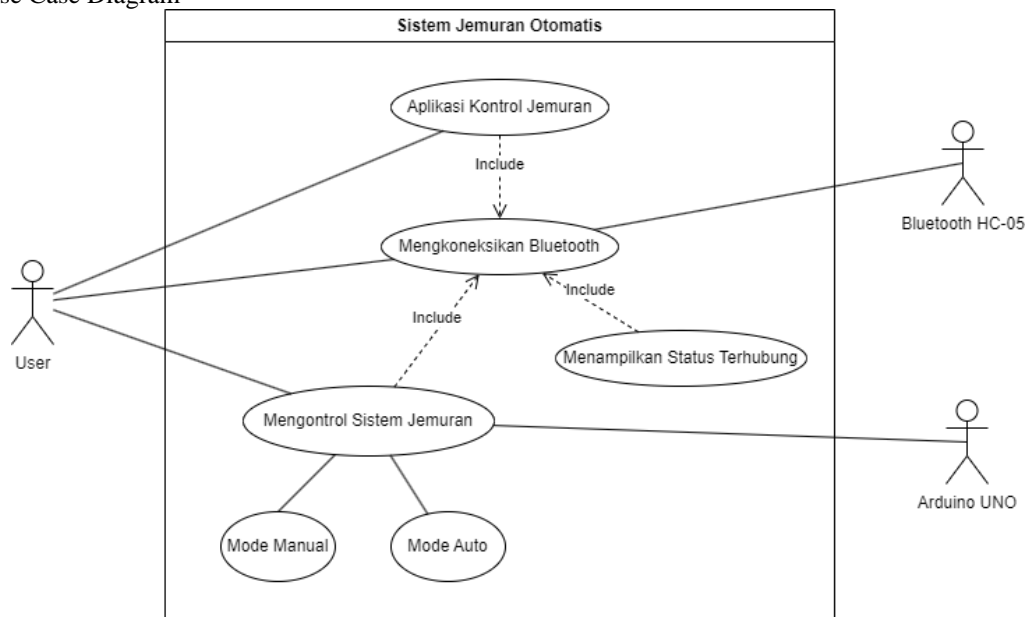 se Case Diagram
Sistem Jemuran Otomatis
Aplikasi Kontrol Jemuran
Include
Bluetooth HC-05
Mengkoneksikan Bluetooth
Include
Include
User
Menampilkan Status Terhubung
Mengontrol Sistem Jemuran
Arduino UNO
Mode Manual
Mode Auto